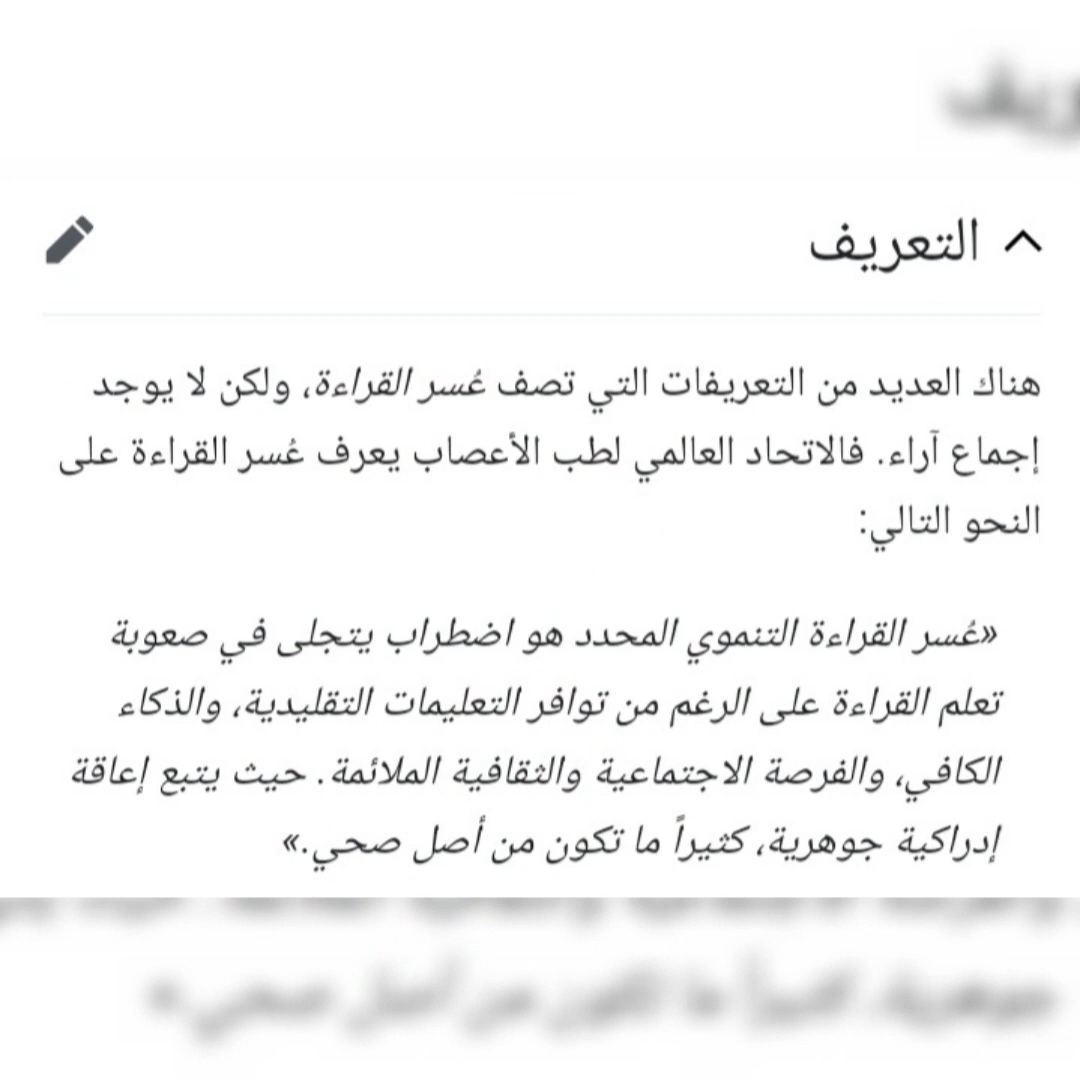 التعريف
هناك العديد من التعريفات التي تصف عُسر القراءة، ولكن لا يوجد
إجماع آراء. فالاتحاد العالمي لطب الأعصاب يعرف عُسر القراءة على
النحو التالي:
«عُسر القراءة التنموي المحدد هو اضطراب يتجلى في صعوبة
تعلم القراءة على الرغم من توافر التعليمات التقليدية، والذكاء
الكافي، والفرصة الاجتماعية والثقافية الملائمة. حيث يتبع إعاقة
إدراكية جوهرية، كثيراً ما تكون من أصل صحي.»